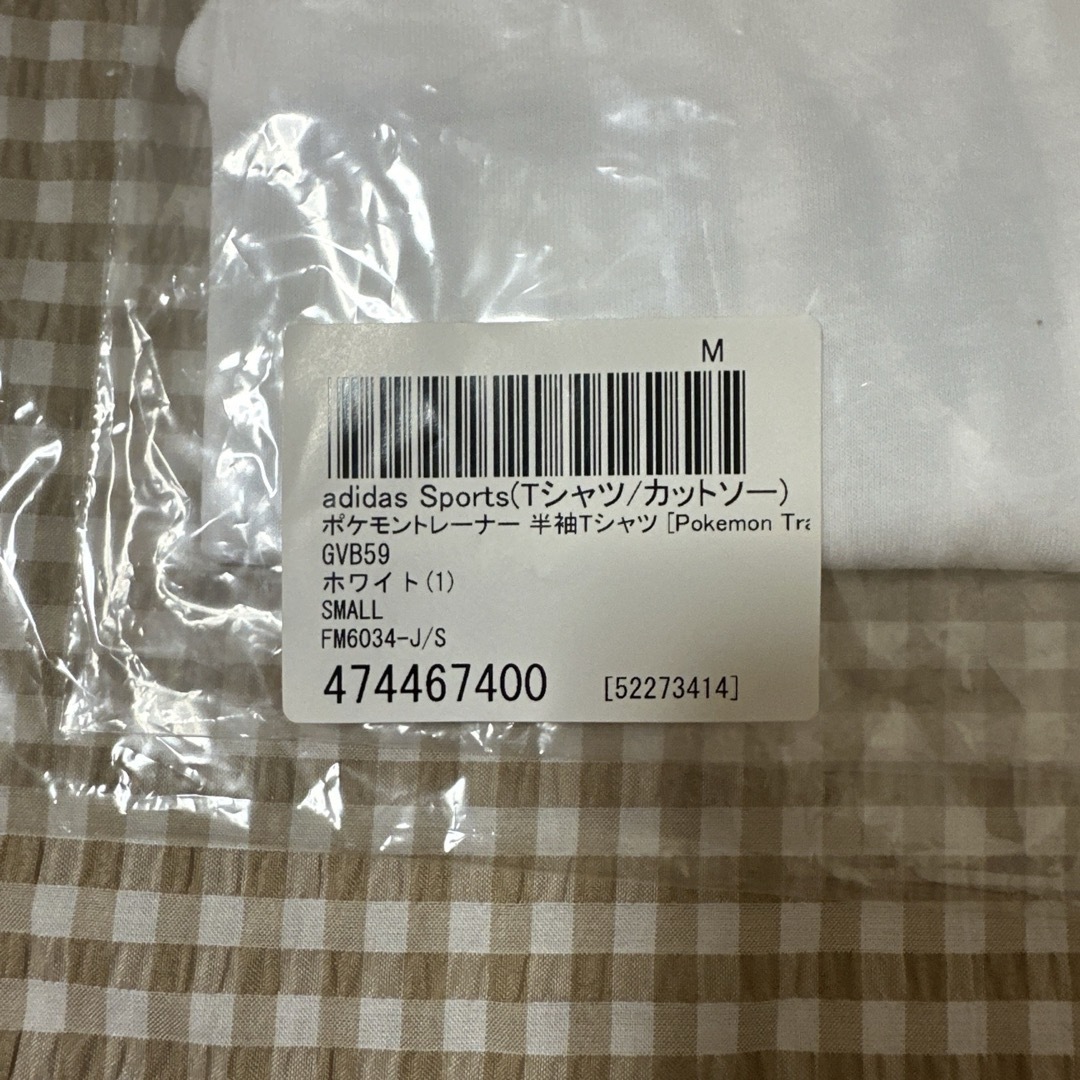 M
adidas Sports(Tシャツ/カットソー)
ポケモントレーナー 半袖Tシャツ [Pokemon Tra
GVB59
ホワイト(1)
SMALL
FM6034-J/S
474467400 [52273414]